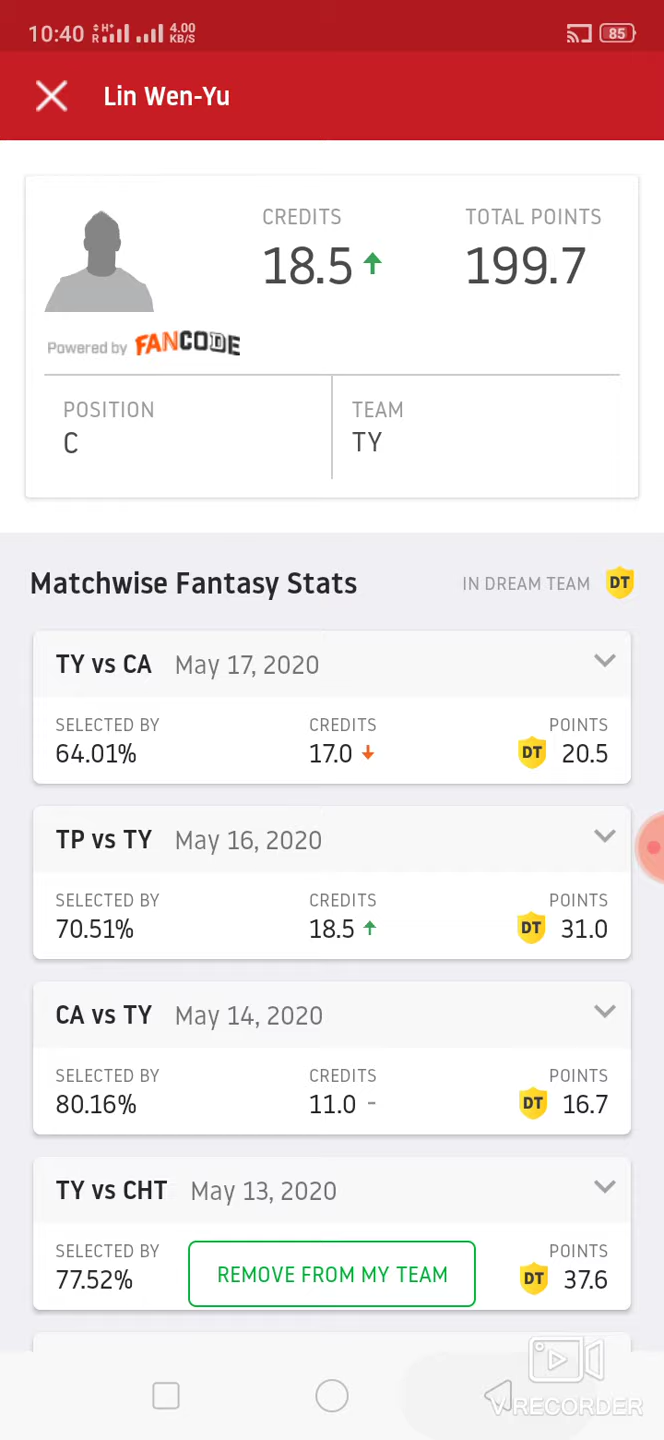 10:40 R H+ 4.00 KB/S 85
Lin Wen-Yu
CREDITS TOTAL POINTS
18.5 199.7
Powered by FANCODE
POSITION TEAM
C TY
Matchwise Fantasy Stats IN DREAM TEAM DT
TY vs CA May 17, 2020
SELECTED BY CREDITS POINTS
64.01% 17.0 DT 20.5
TP vs TY May 16, 2020
SELECTED BY CREDITS POINTS
70.51% 18.5 DT 31.0
CA vs TY May 14, 2020
SELECTED BY CREDITS POINTS
80.16% 11.0 - DT 16.7
TY vs CHT May 13, 2020
SELECTED BY POINTS
77.52% REMOVE FROM MY TEAM DT 37.6
VRECORDER